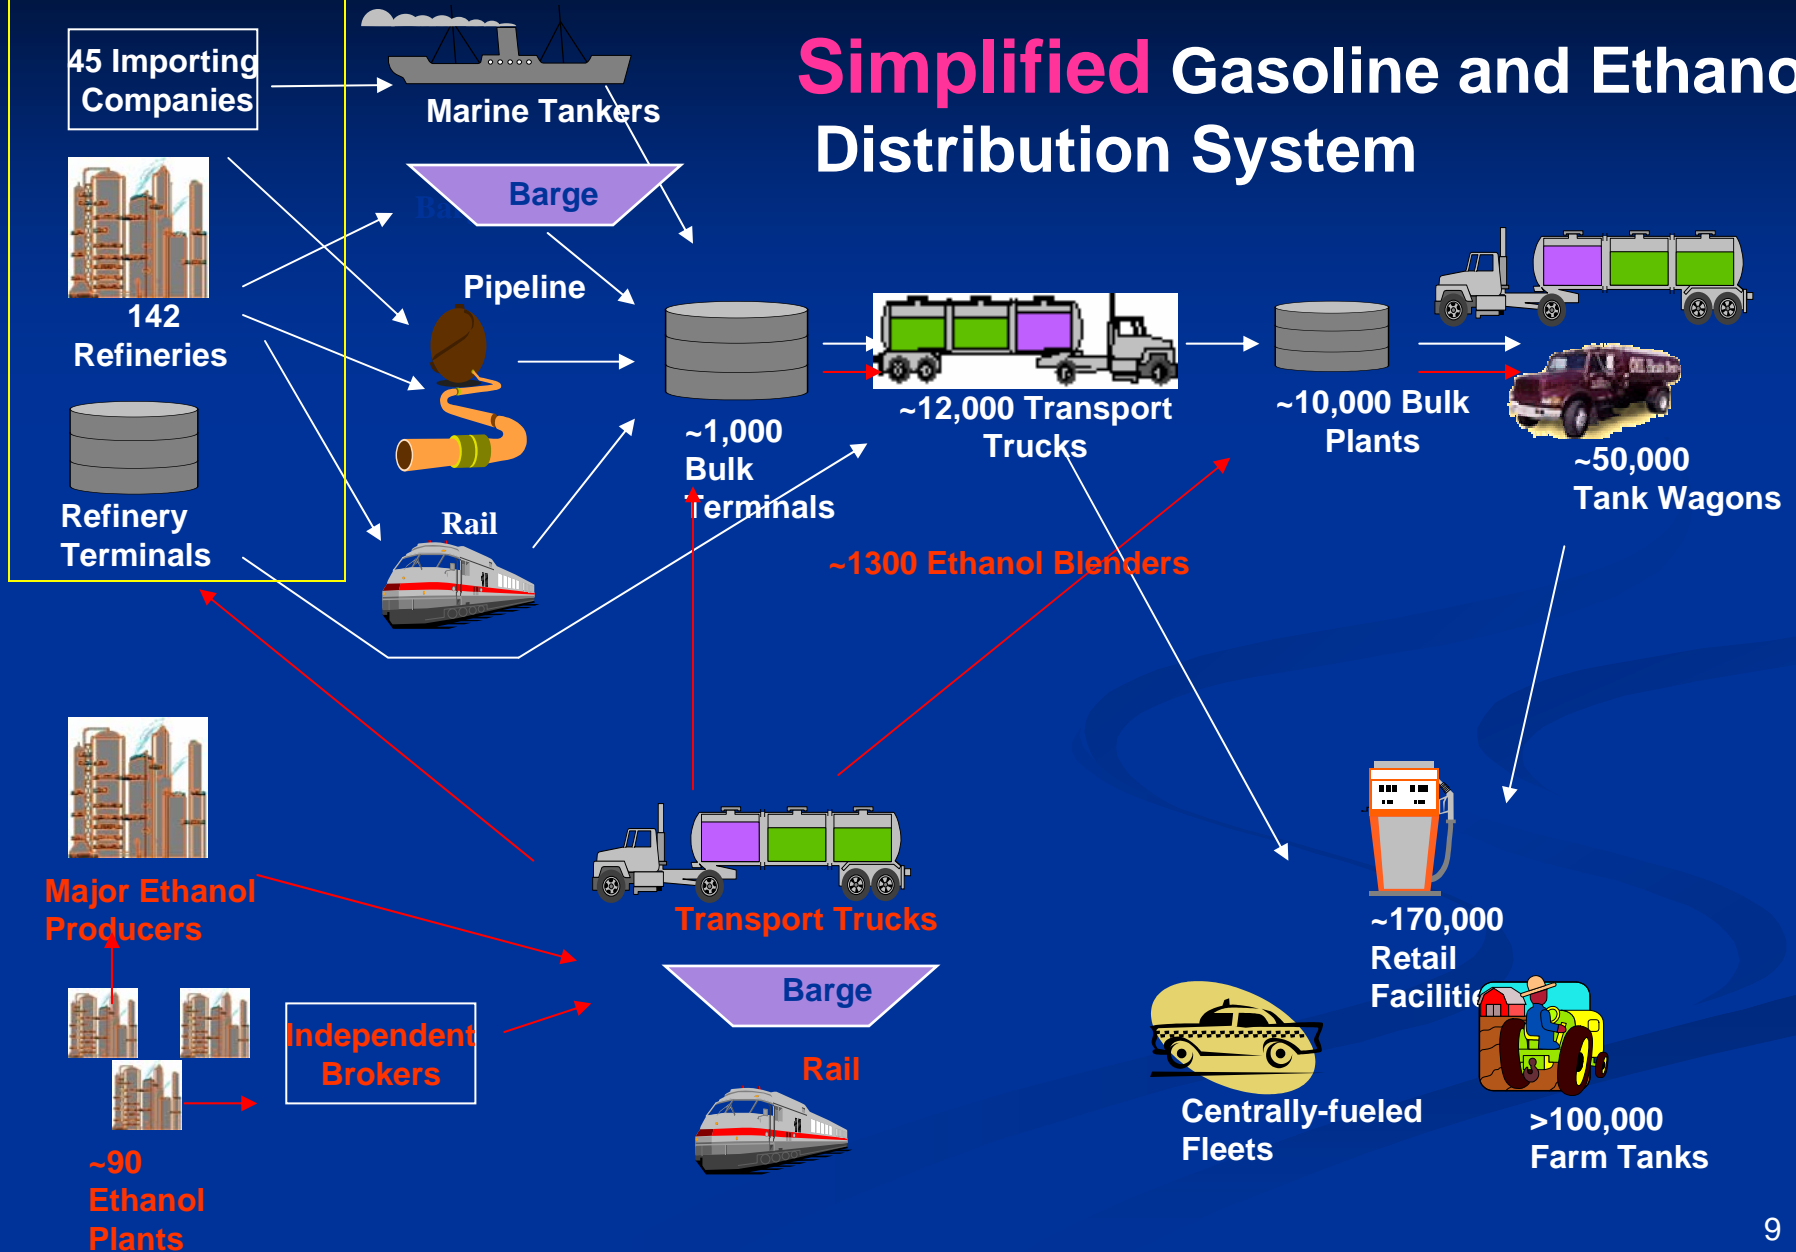 Simplified Gasoline and Ethano
Distribution System
45 Importing
Companies
Marine Tankers
Barge
142
Refineries
Pipeline
Refinery
Terminals
Rail
~1,000
Bulk
Terminals
~12,000 Transport
Trucks
~10,000 Bulk
Plants
~50,000
Tank Wagons
~1300 Ethanol Blenders
Major Ethanol
Producers
Transport Trucks
Barge
Rail
Independent
Brokers
~90
Ethanol
Plants
~170,000
Retail
Facilitie
Centrally-fueled
Fleets
>100,000
Farm Tanks
9